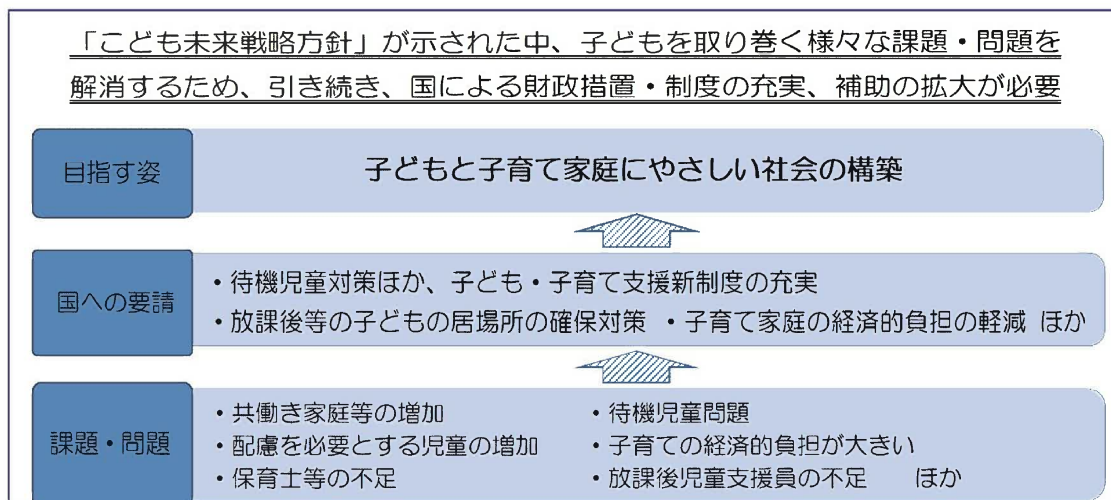 「こども未来戦略方針」が示された中、子どもを取り巻く様々な課題・問題を
解消するため、引き続き、国による財政措置・制度の充実、補助の拡大が必要
目指す姿
子どもと子育て家庭にやさしい社会の構築
国への要請
・待機児童対策ほか、子ども・子育て支援新制度の充実
・放課後等の子どもの居場所の確保対策 ・子育て家庭の経済的負担の軽減 ほか
課題・問題
・共働き家庭等の増加
・配慮を必要とする児童の増加
・保育士等の不足
・待機児童問題
・子育ての経済的負担が大きい
・放課後児童支援員の不足 ほか